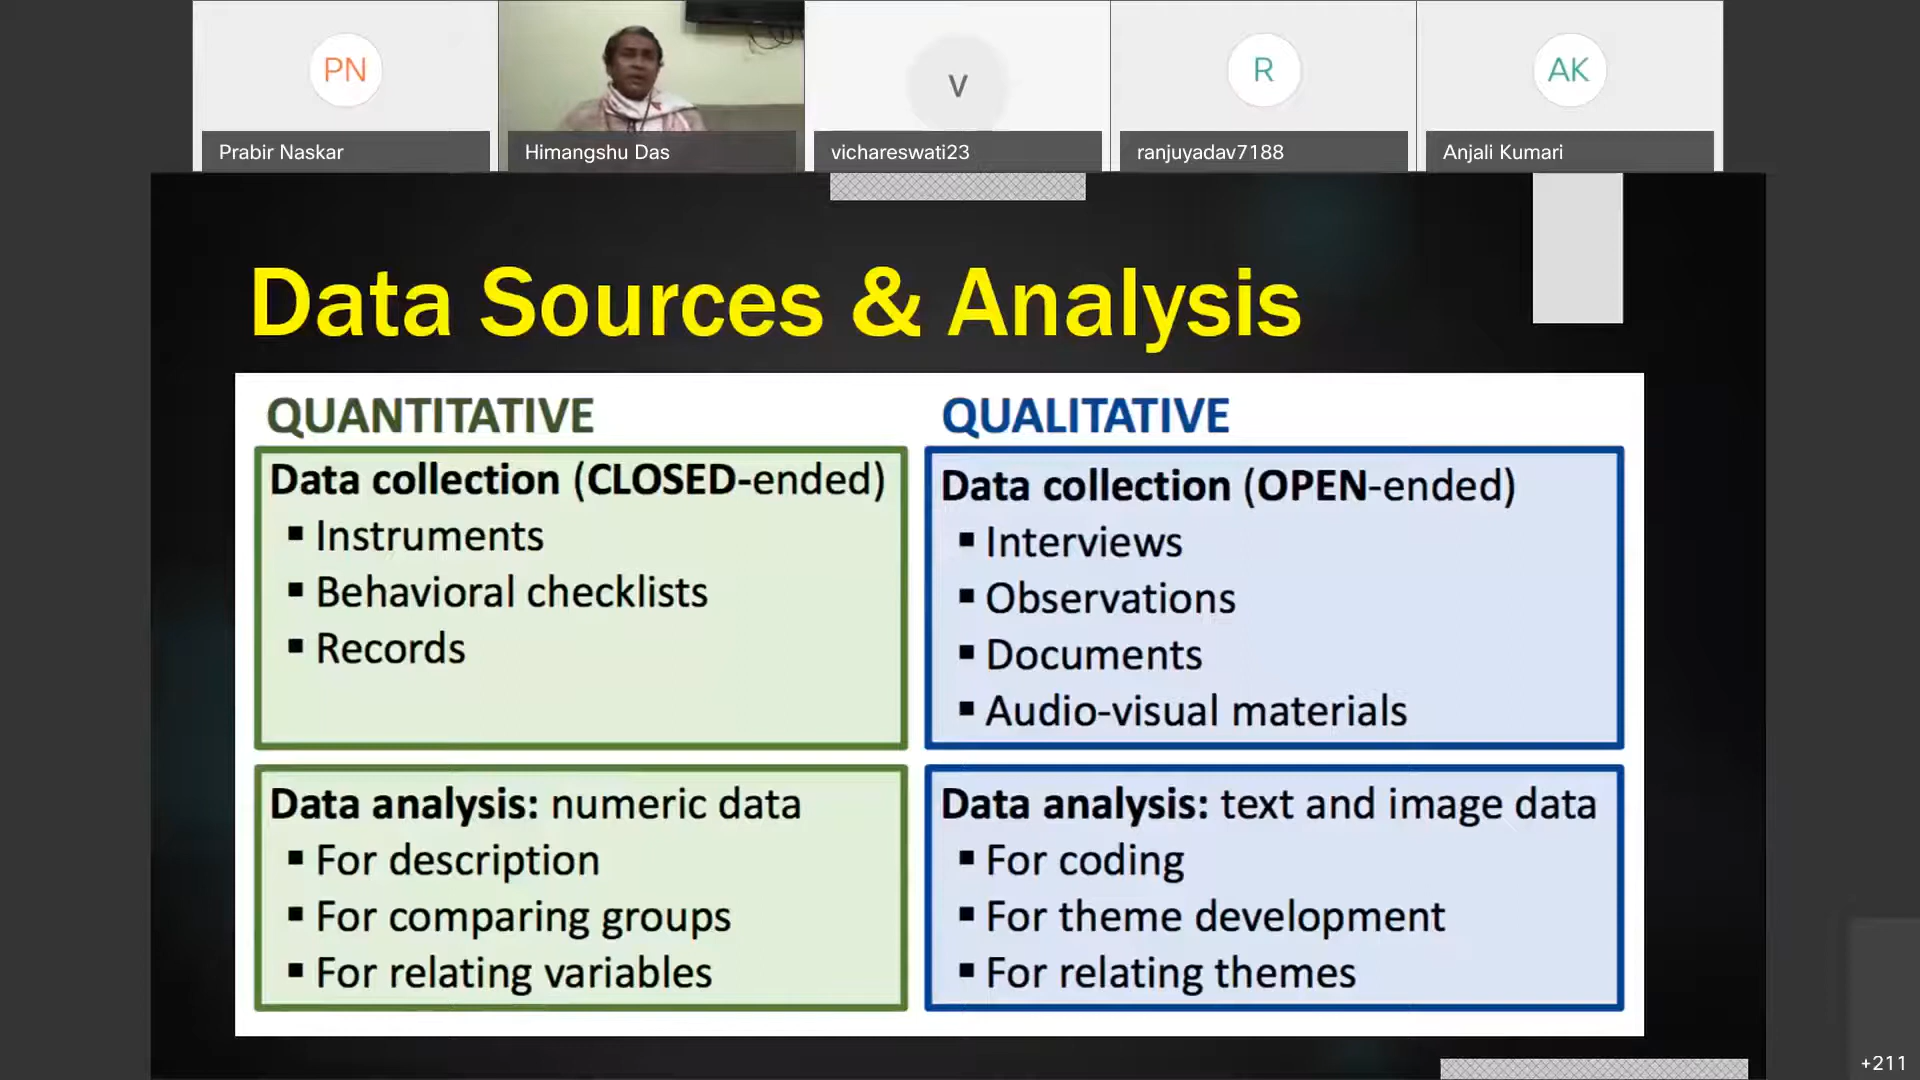 PN
V
R
AK
Prabir Naskar
Himangshu Das
vichareswati23
ranjuyadav7188
Anjali Kumari
Data Sources & Analysis
QUANTITATIVE
Data collection (CLOSED-ended)
▪ Instruments
▪ Behavioral checklists
▪ Records
Data analysis: numeric data
▪ For description
▪ For comparing groups
▪ For relating variables
QUALITATIVE
Data collection (OPEN-ended)
▪ Interviews
▪ Observations
▪ Documents
▪ Audio-visual materials
Data analysis: text and image data
▪ For coding
▪ For theme development
▪ For relating themes
+211